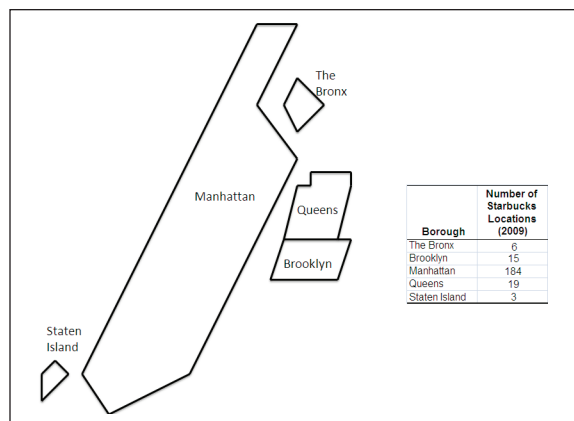 The
Bronx
Manhattan
Queens
Brooklyn
Staten
Island
Borough Number of
Starbucks
Locations
(2009)
The Bronx 6
Brooklyn 15
Manhattan 184
Queens 19
Staten Island 3